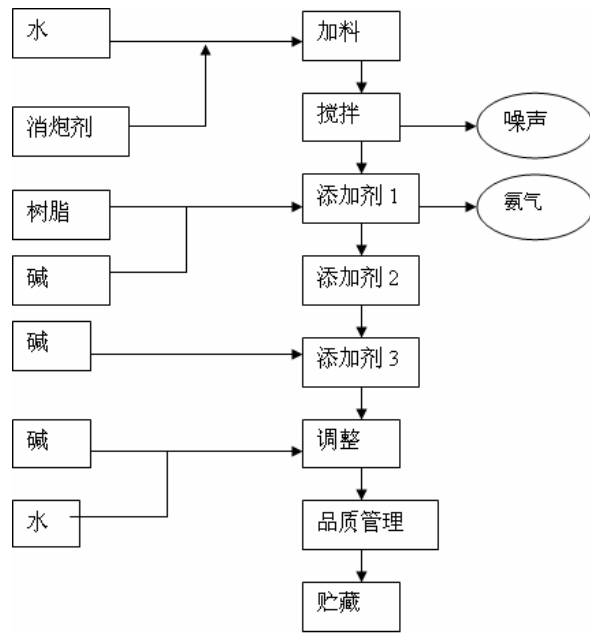 水
加料
消炮剂
搅拌
噪声
树脂
添加剂 1
氨气
碱
添加剂 2
碱
添加剂 3
碱
调整
水
品质管理
贮藏